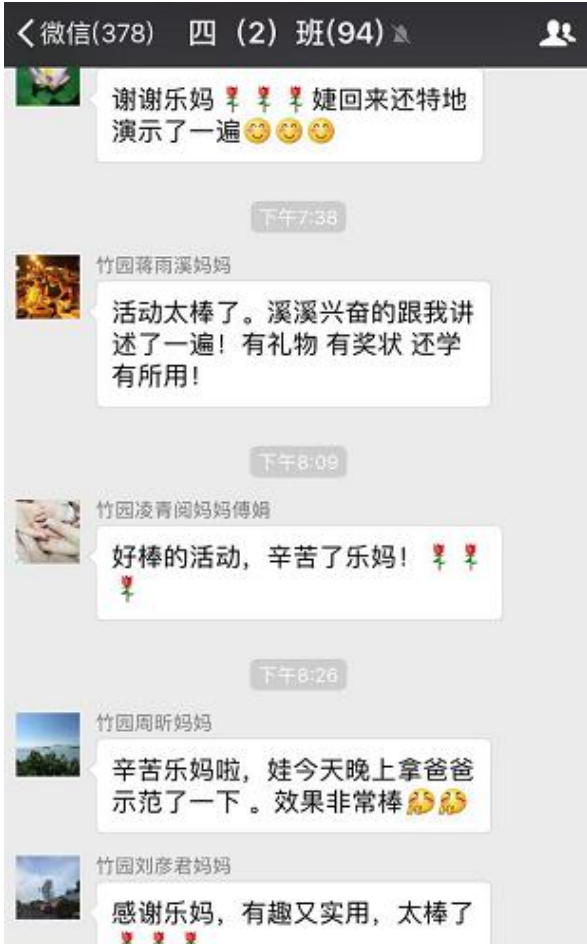 微信(378) 四（2）班(94)
谢谢乐妈🌹🌹🌹婕回来还特地
演示了一遍😊😊😊
下午7:38
竹园蒋雨溪妈妈
活动太棒了。溪溪兴奋的跟我讲
述了一遍！有礼物 有奖状 还学
有所用！
下午8:09
竹园凌青阅妈妈傅娟
好棒的活动，辛苦了乐妈！🌹🌹
🌹
下午8:26
竹园周昕妈妈
辛苦乐妈啦，娃今天晚上拿爸爸
示范了一下 。效果非常棒
竹园刘彦君妈妈
感谢乐妈，有趣又实用，太棒了
🌹🌹🌹